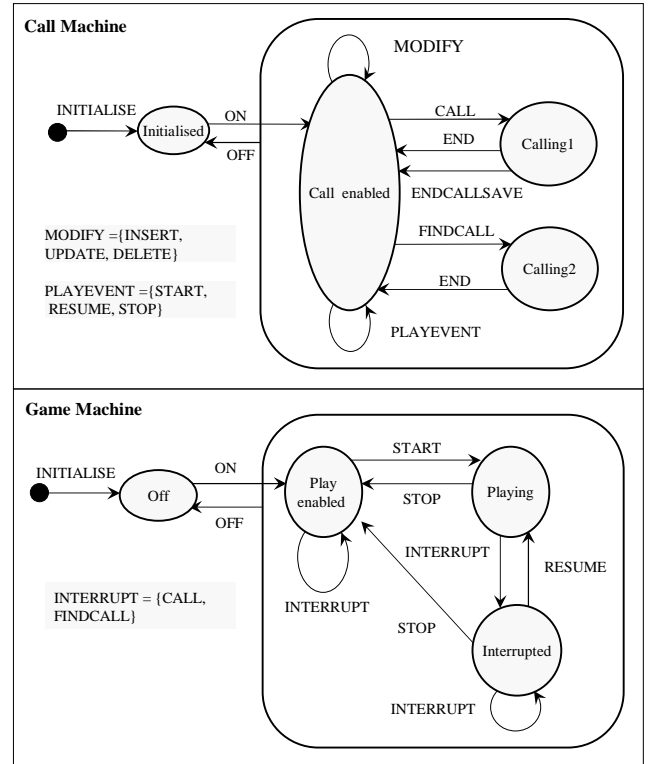 Call Machine
MODIFY
INITIALISE
ON
CALL
Initialised
END
Calling1
OFF
Call enabled
ENDCALLSAVE
MODIFY ={INSERT,
UPDATE, DELETE}
FINDCALL
Calling2
END
PLAYEVENT ={START,
RESUME, STOP}
PLAYEVENT
Game Machine
START
INITIALISE
ON
Play
enabled
Off
Playing
STOP
OFF
INTERRUPT
RESUME
INTERRUPT = {CALL,
FINDCALL}
INTERRUPT
STOP
Interrupted
INTERRUPT